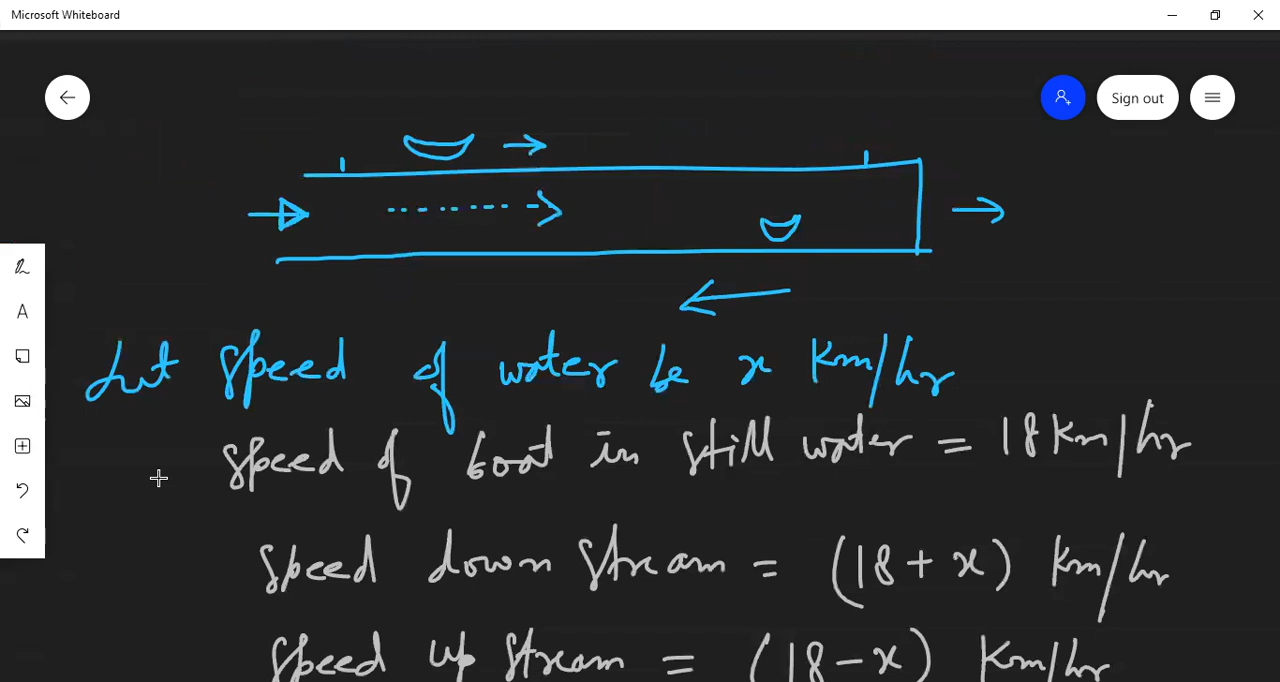 Microsoft Whiteboard
Sign out
Let speed of water be x Km/hr
speed of boat in still water = 18 Km/hr
speed down stream = (18 + x) Km/hr
speed up stream = (18 - x) Km/hr